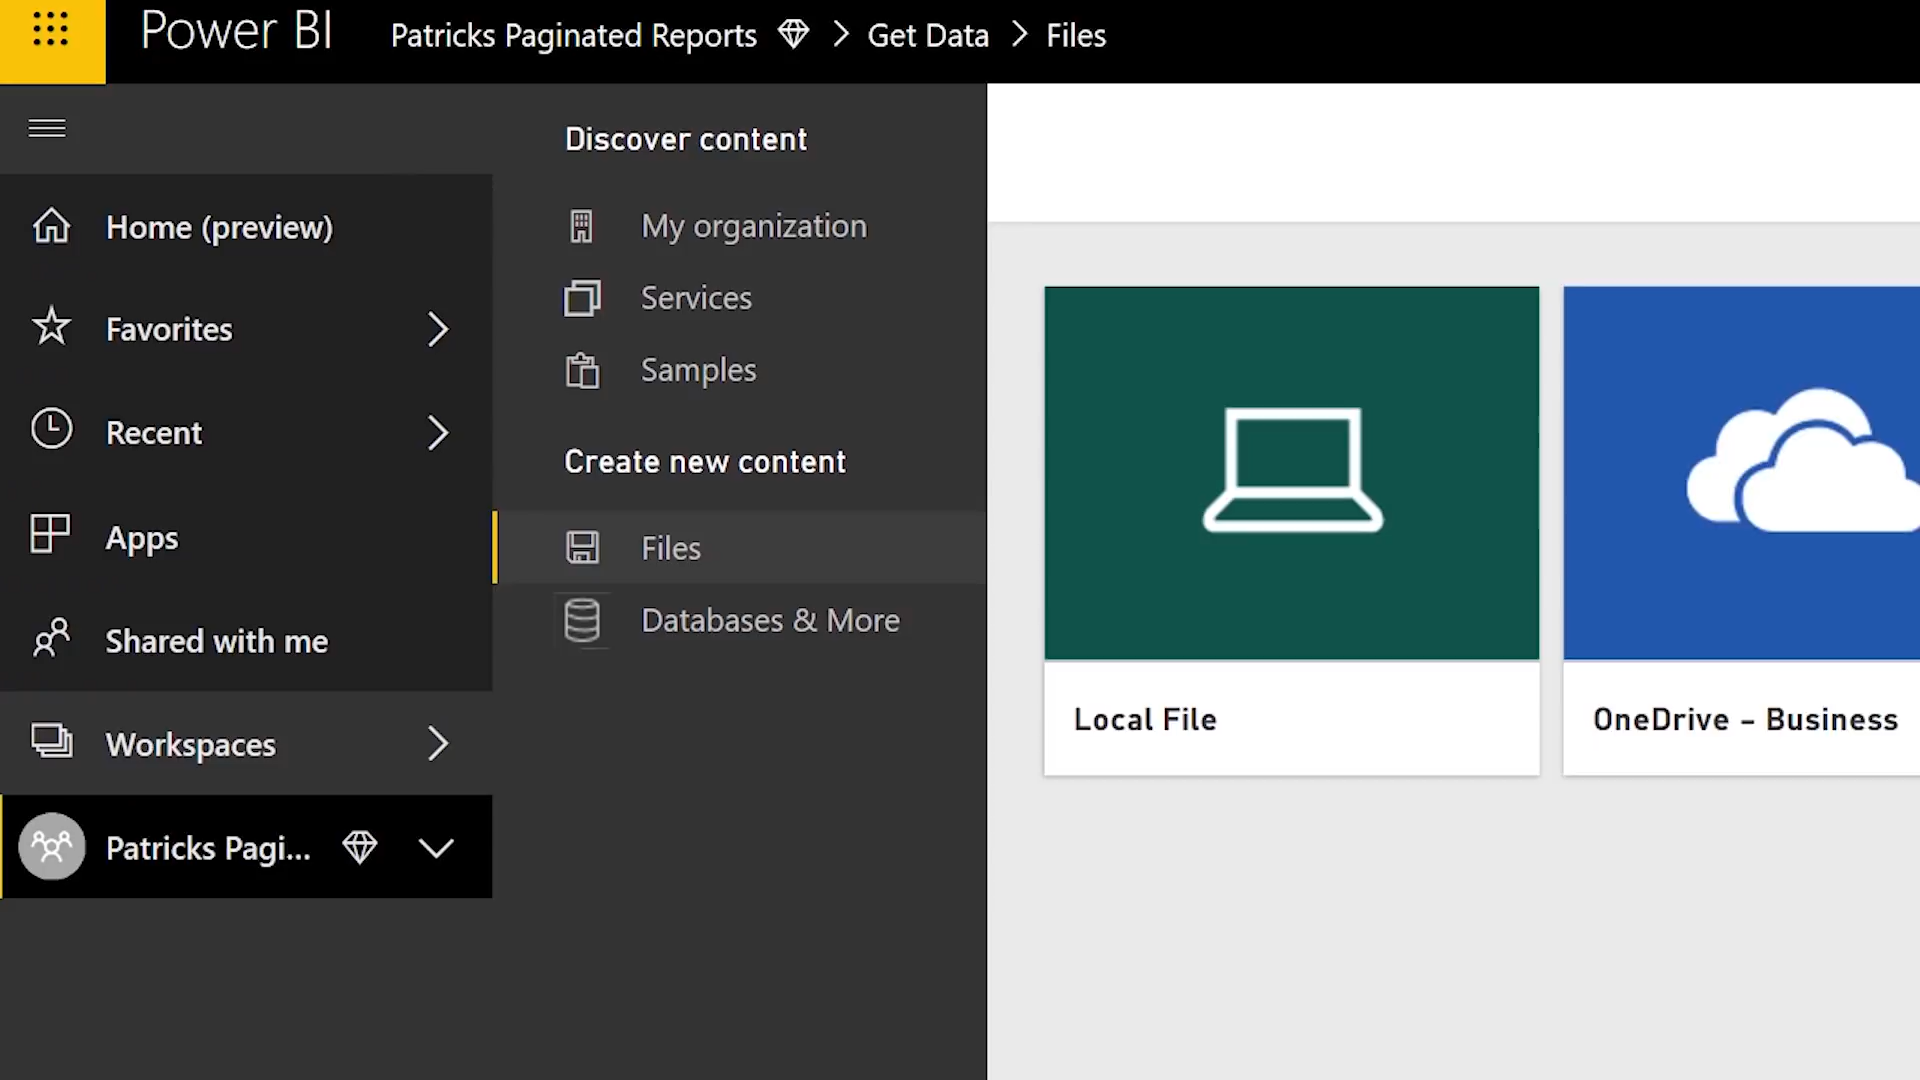 Power BI
Patricks Paginated Reports > Get Data > Files
Home (preview)
Favorites
Recent
Apps
Shared with me
Workspaces
Patricks Pagi...
Discover content
My organization
Services
Samples
Create new content
Files
Databases & More
Local File
OneDrive – Business